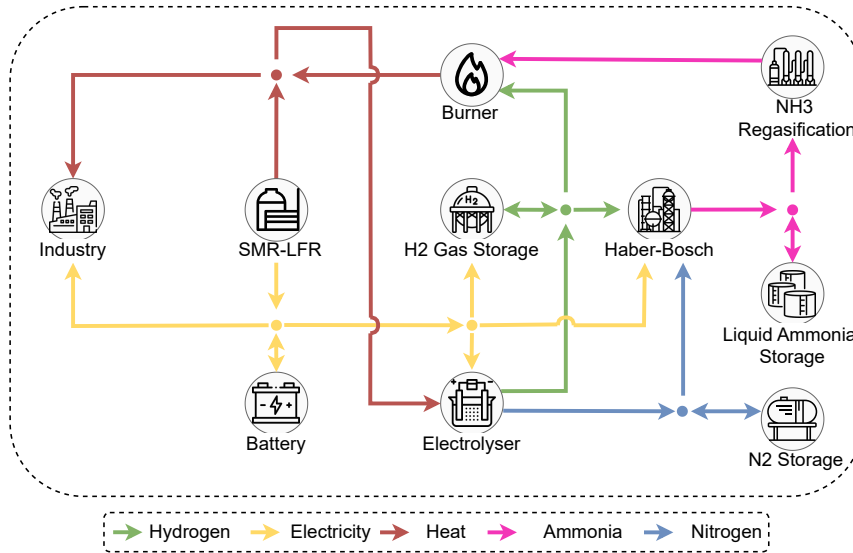 Burner
NH3
Regasification
Industry
SMR-LFR
H2
H2 Gas Storage
Haber-Bosch
Liquid Ammonia
Storage
Battery
+ -
Electrolyser
N2 Storage
Hydrogen
Electricity
Heat
Ammonia
Nitrogen